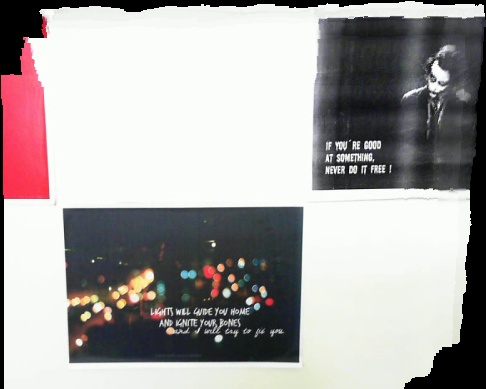 IF YOU'RE GOOD
AT SOMETHING,
NEVER DO IT FREE !
LIGHTS WILL GUIDE YOU HOME
AND IGNITE YOUR BONES
and I will try to fix you